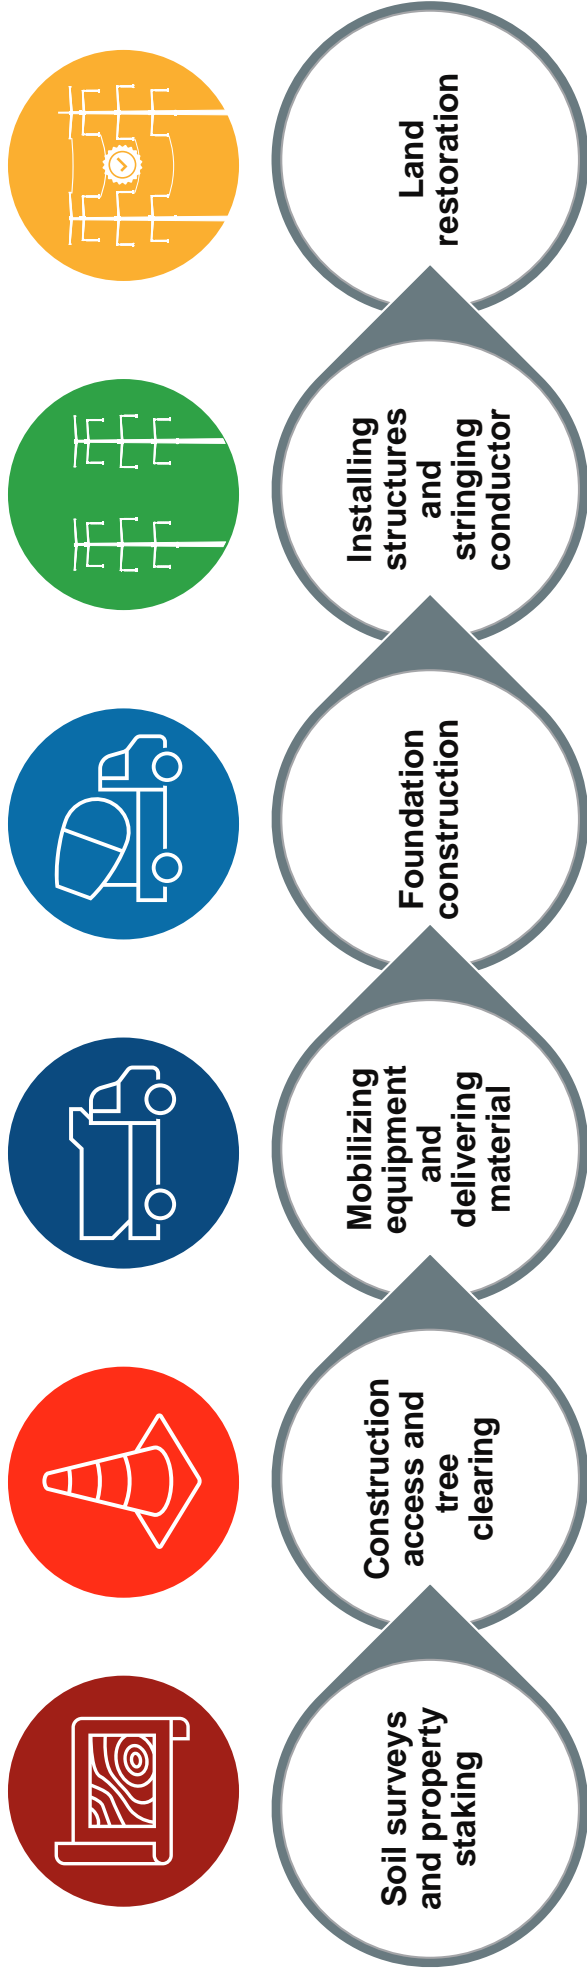 Soil surveys
and property
staking
Construction
access and
tree
clearing
Mobilizing
equipment
and
delivering
material
Foundation
construction
Installing
structures
and
stringing
conductor
Land
restoration